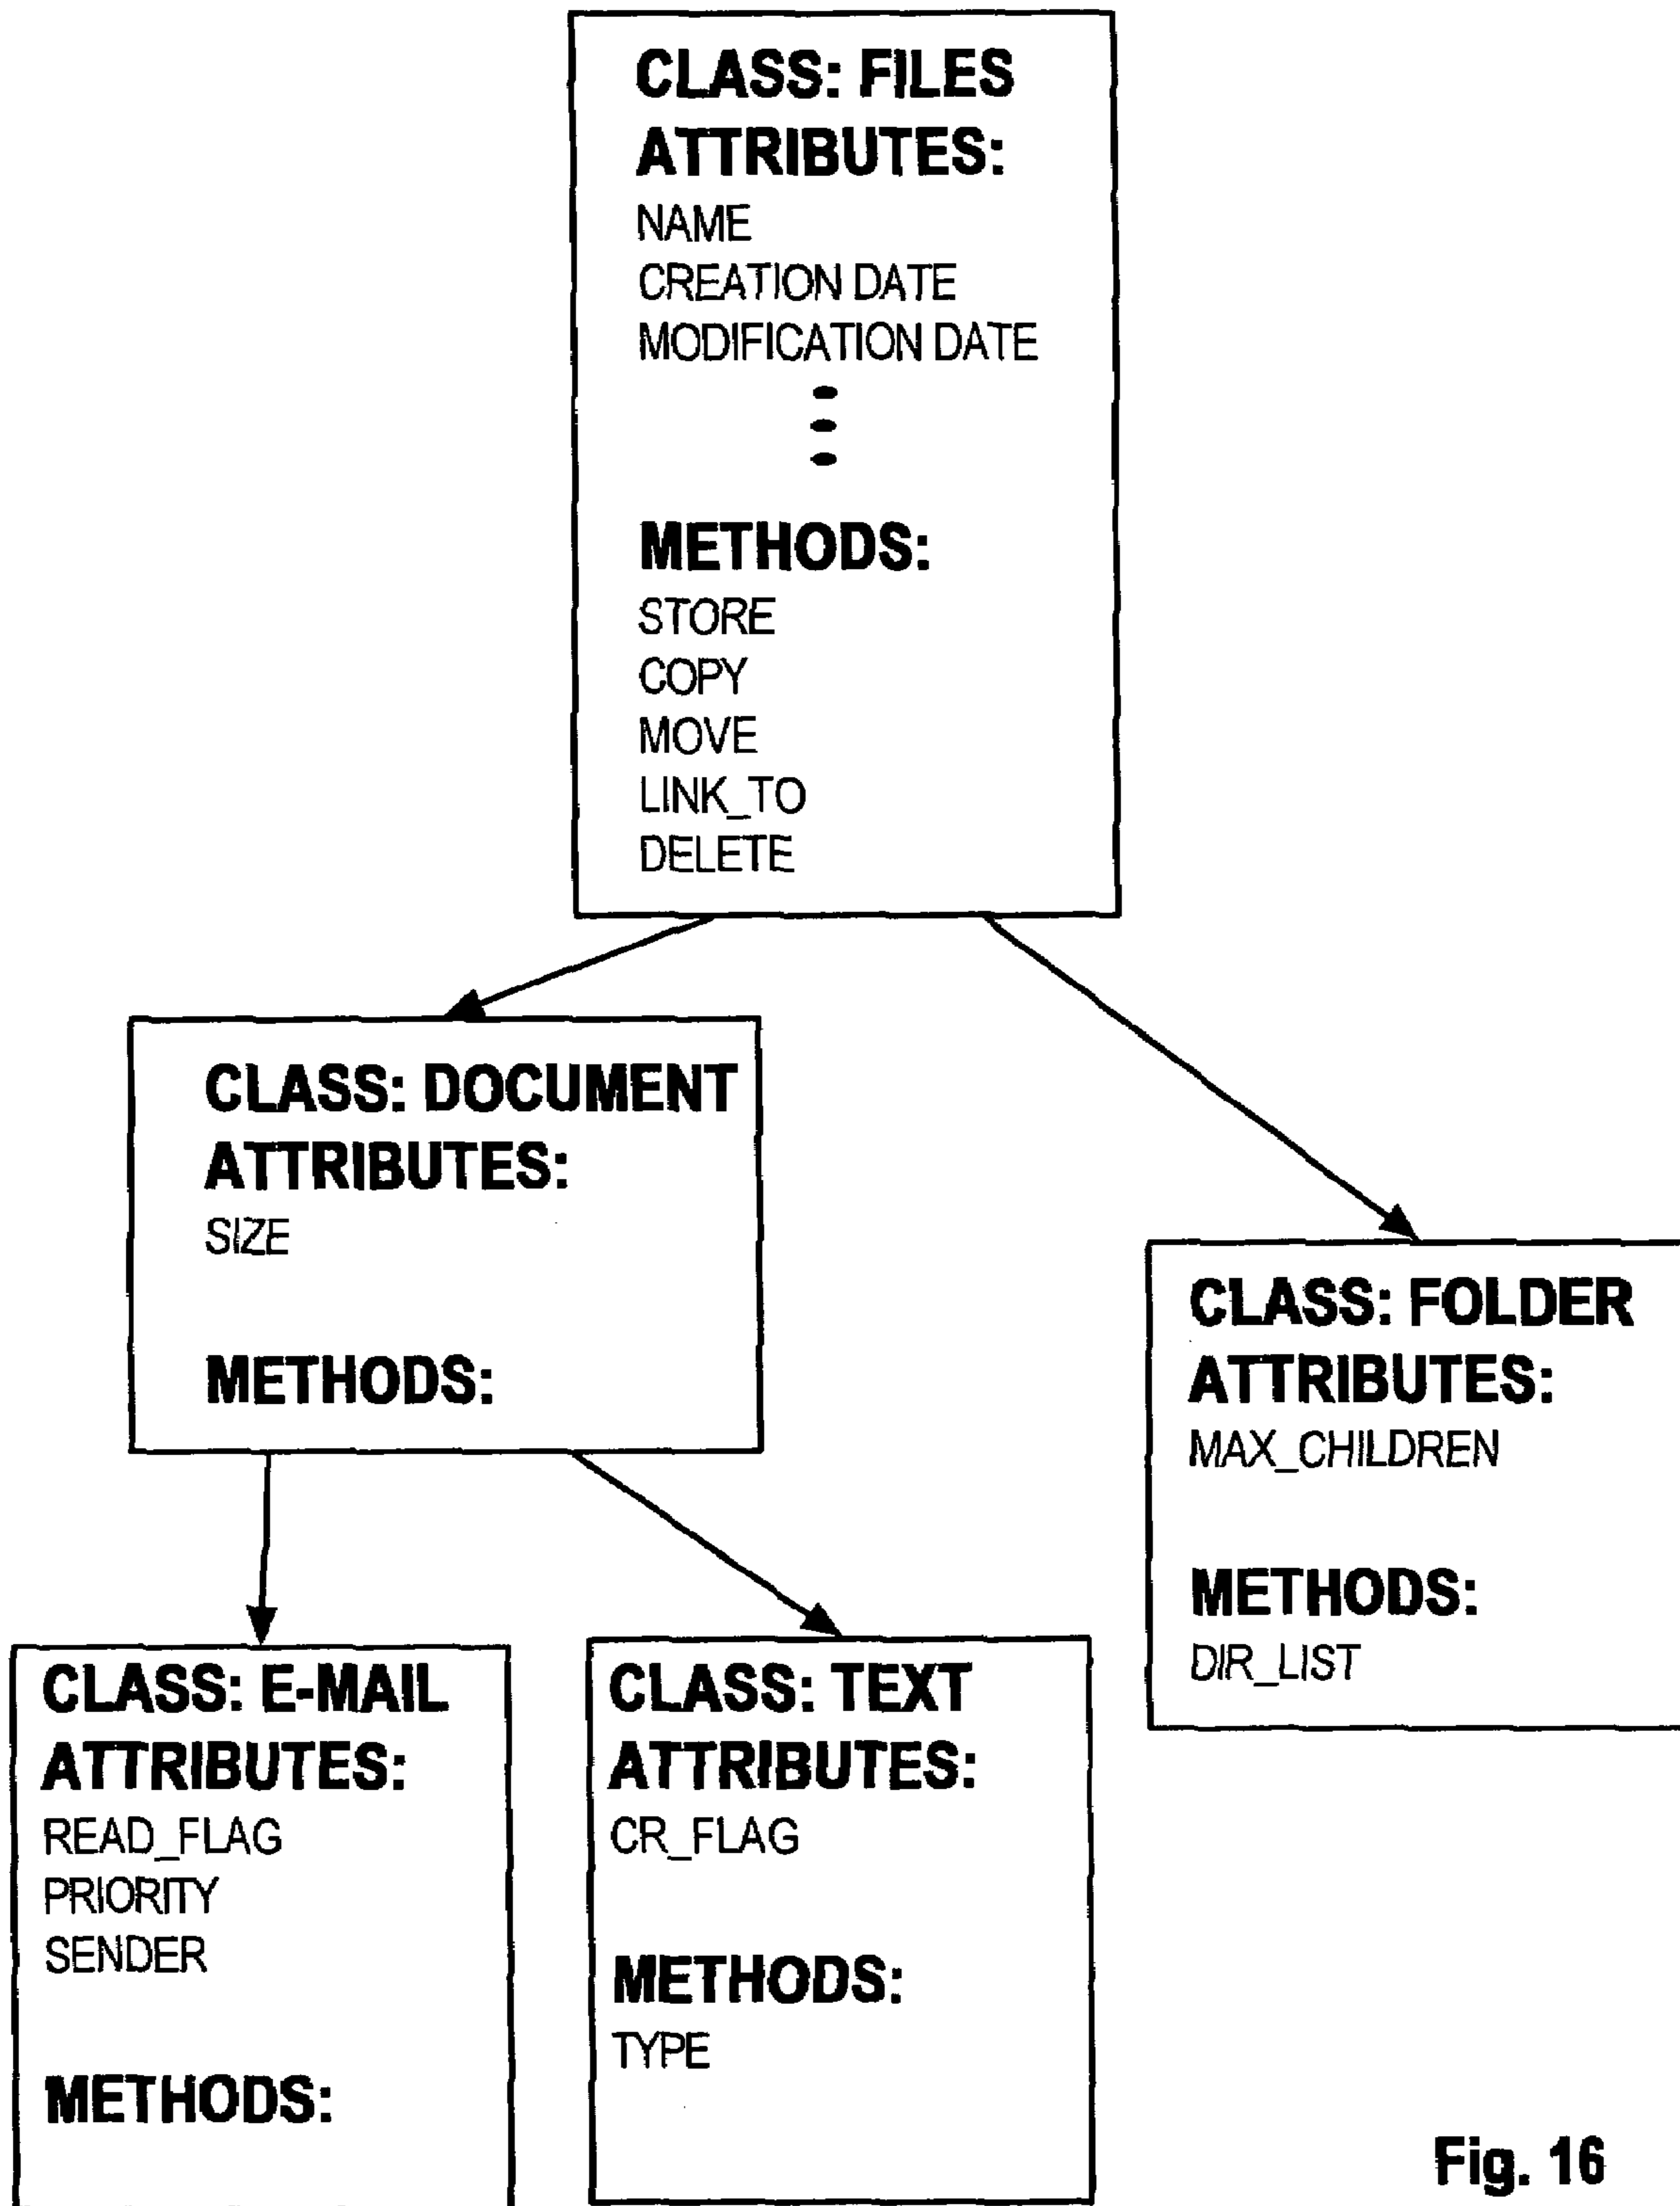 CLASS: FILES
ATTRIBUTES:
NAME
CREATION DATE
MODIFICATION DATE
METHODS:
STORE
COPY
MOVE
LINK_TO
DELETE
CLASS: DOCUMENT
ATTRIBUTES:
SIZE
METHODS:
CLASS: FOLDER
ATTRIBUTES:
MAX_CHILDREN
METHODS:
DIR_LIST
CLASS: E-MAIL
ATTRIBUTES:
READ_FLAG
PRIORITY
SENDER
METHODS:
CLASS: TEXT
ATTRIBUTES:
CR_FLAG
METHODS:
TYPE
Fig. 16